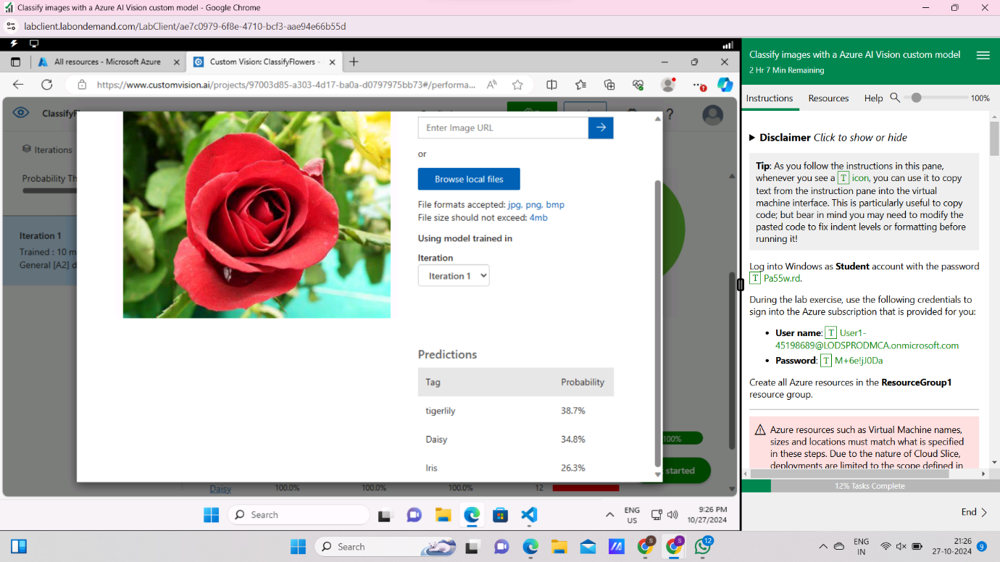 Classify images with a Azure AI Vision custom model - Google Chrome
labclient.labondemand.com/LabClient/ae7c0979-6f8e-4710-bcf3-aae94e66b55d
All resources - Microsoft Azure
Custom Vision: ClassifyFlowers -
https://www.customvision.ai/projects/97003d85-a303-4d17-ba0a-d0797975bb73#/performa...
Iterations
Probability Th
Iteration 1
Trained : 10 m
General [A2] d
Enter Image URL
or
Browse local files
File formats accepted: jpg, png, bmp
File size should not exceed: 4mb
Using model trained in
Iteration
Iteration 1
Predictions
Tag Probability
tigerlily 38.7%
Daisy 34.8%
Iris 26.3%
100%
started
Daisy 100.0% 100.0% 100.0% 12
Search
ENG
US
9:26 PM
10/27/2024
Classify images with a Azure AI Vision custom model
2 Hr 7 Min Remaining
Instructions Resources Help 100%
Disclaimer Click to show or hide
Tip: As you follow the instructions in this pane,
whenever you see a T icon, you can use it to copy
text from the instruction pane into the virtual
machine interface. This is particularly useful to copy
code; but bear in mind you may need to modify the
pasted code to fix indent levels or formatting before
running it!
Log into Windows as Student account with the password
T Pa55w.rd.
During the lab exercise, use the following credentials to
sign into the Azure subscription that is provided for you:
• User name: T User1-
45198689@LODSPRODMCA.onmicrosoft.com
• Password: T M+6e!jJ0Da
Create all Azure resources in the ResourceGroup1
resource group.
Azure resources such as Virtual Machine names,
sizes and locations must match what is specified
in these steps. Due to the nature of Cloud Slice,
deployments are limited to the scope defined in
12% Tasks Complete
End
Search
12
ENG
IN
21:26
27-10-2024
9